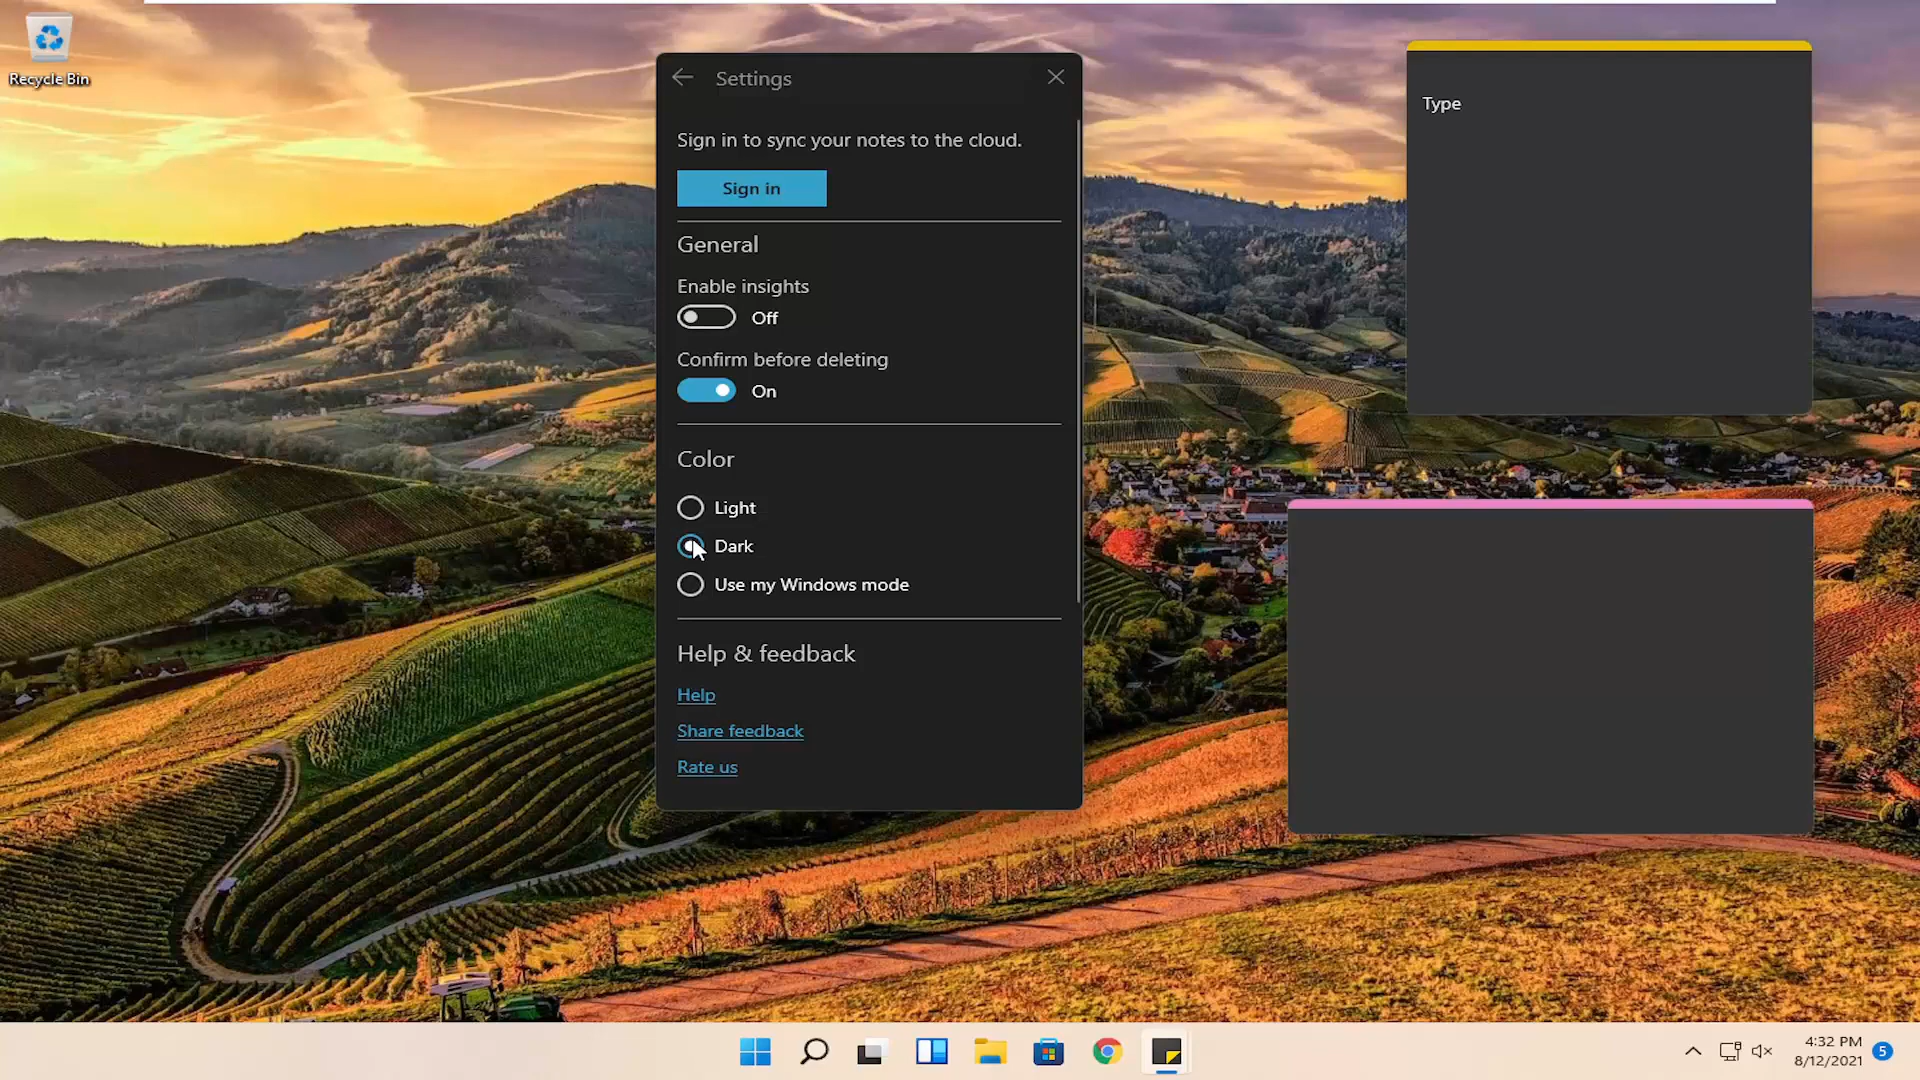 Recycle Bin
Settings
Sign in to sync your notes to the cloud.
Sign in
General
Enable insights
Off
Confirm before deleting
On
Color
Light
Dark
Use my Windows mode
Help & feedback
Help
Share feedback
Rate us
Type
4:32 PM
8/12/2021
5